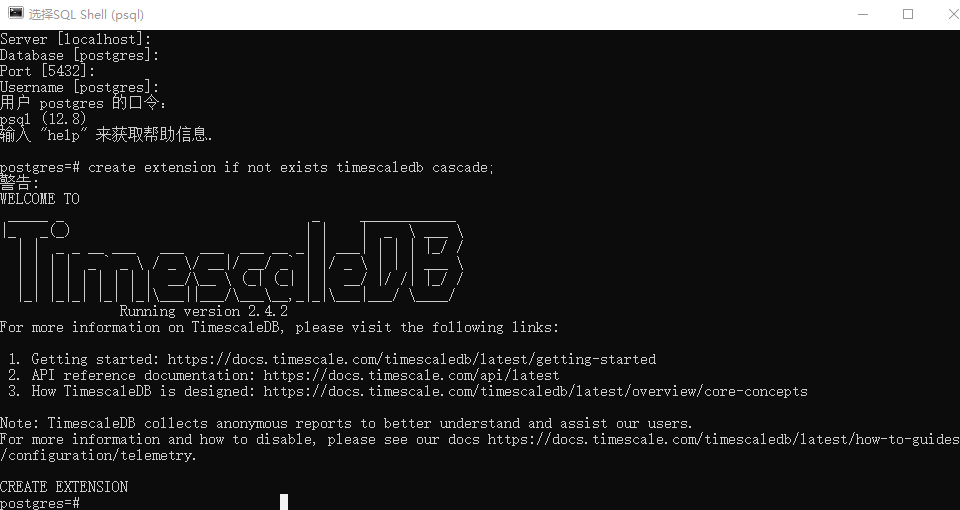 选择SQL Shell (psql)
Server [localhost]:
Database [postgres]:
Port [5432]:
Username [postgres]:
用户 postgres 的口令:
psql (12.8)
输入 "help" 来获取帮助信息.
postgres=# create extension if not exists timescaledb cascade;
警告:
WELCOME TO
TimescaleDB
Running version 2.4.2
For more information on TimescaleDB, please visit the following links:
1. Getting started: https://docs.timescale.com/timescaledb/latest/getting-started
2. API reference documentation: https://docs.timescale.com/api/latest
3. How TimescaleDB is designed: https://docs.timescale.com/timescaledb/latest/overview/core-concepts
Note: TimescaleDB collects anonymous reports to better understand and assist our users.
For more information and how to disable, please see our docs https://docs.timescale.com/timescaledb/latest/how-to-guides
/configuration/telemetry.
CREATE EXTENSION
postgres=#